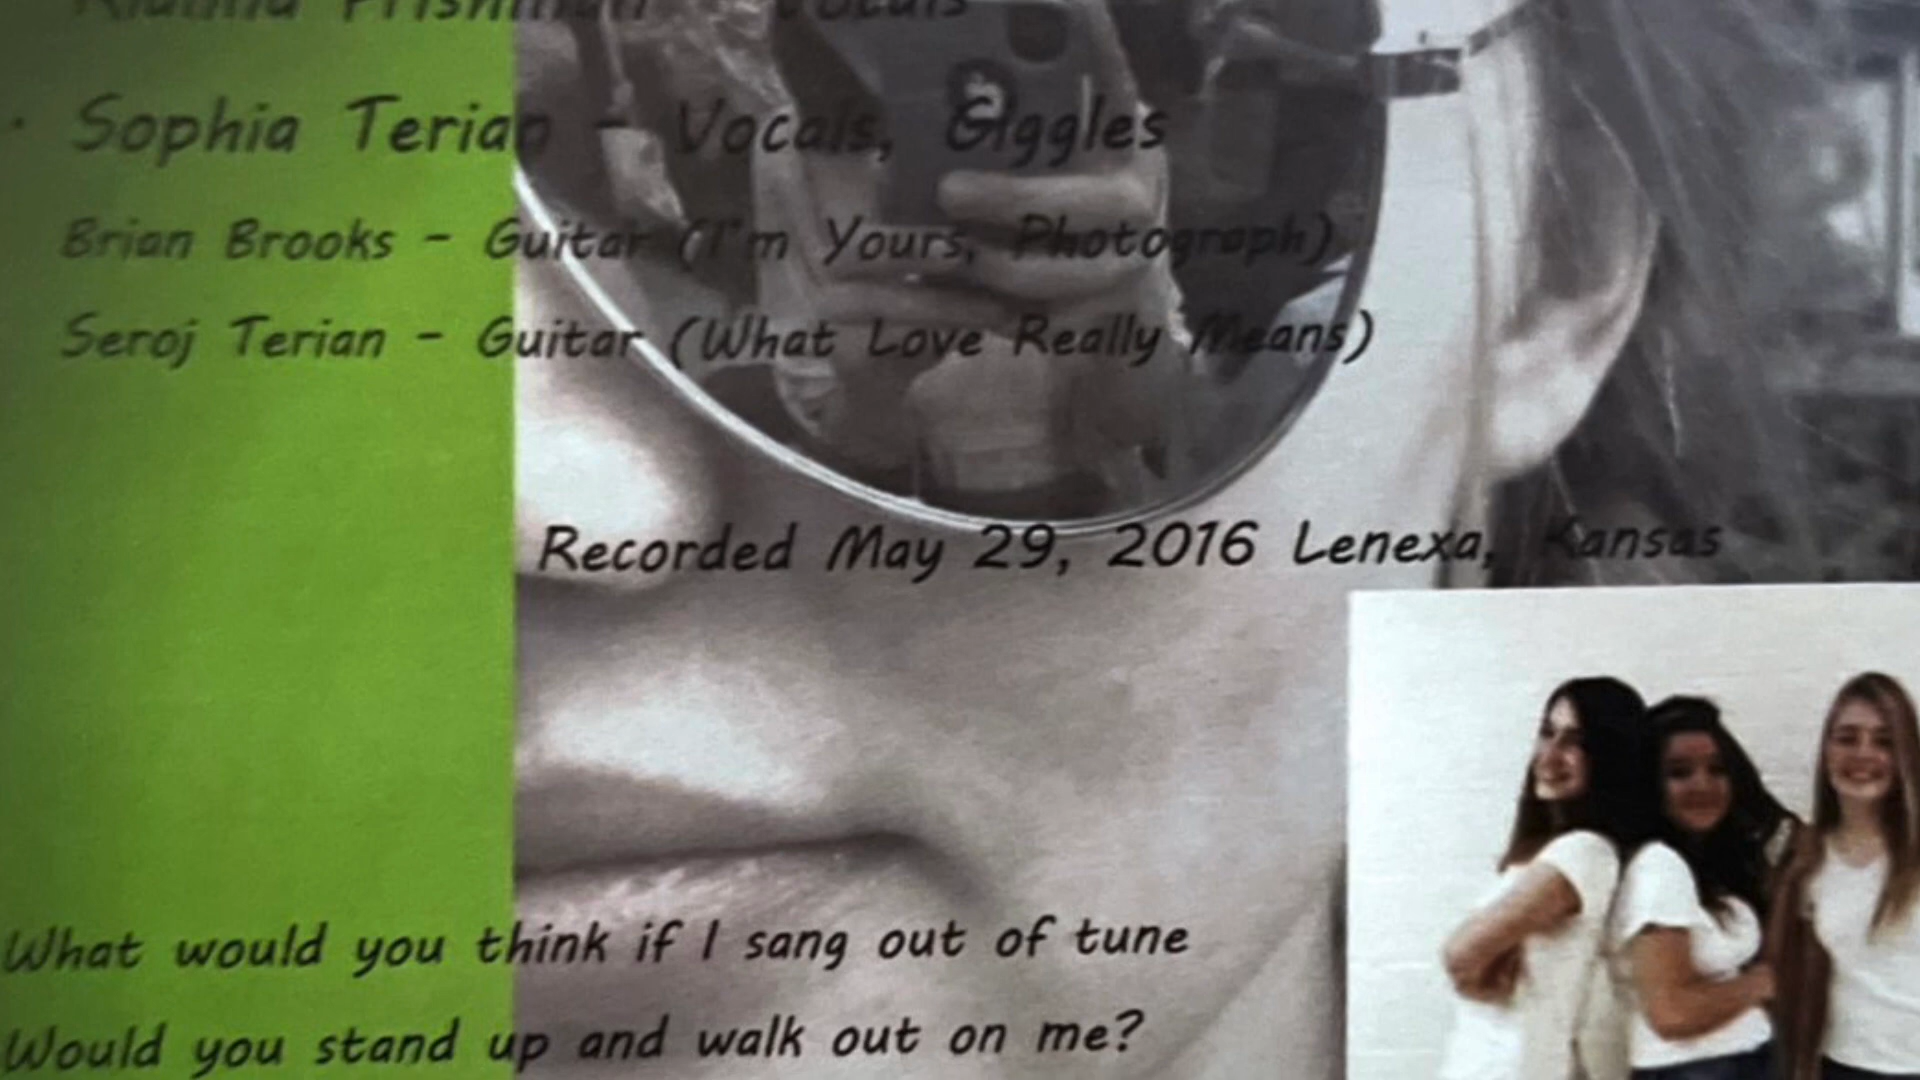 Vocals
Sophia Terian - Vocals, Giggles
Brian Brooks - Guitar (I'm Yours, Photograph)
Seroj Terian - Guitar (What Love Really Means)
Recorded May 29, 2016 Lenexa, Kansas
What would you think if I sang out of tune
Would you stand up and walk out on me?